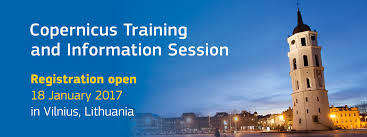 Copernicus Training
and Information Session
Registration open
18 January 2017
in Vilnius, Lithuania